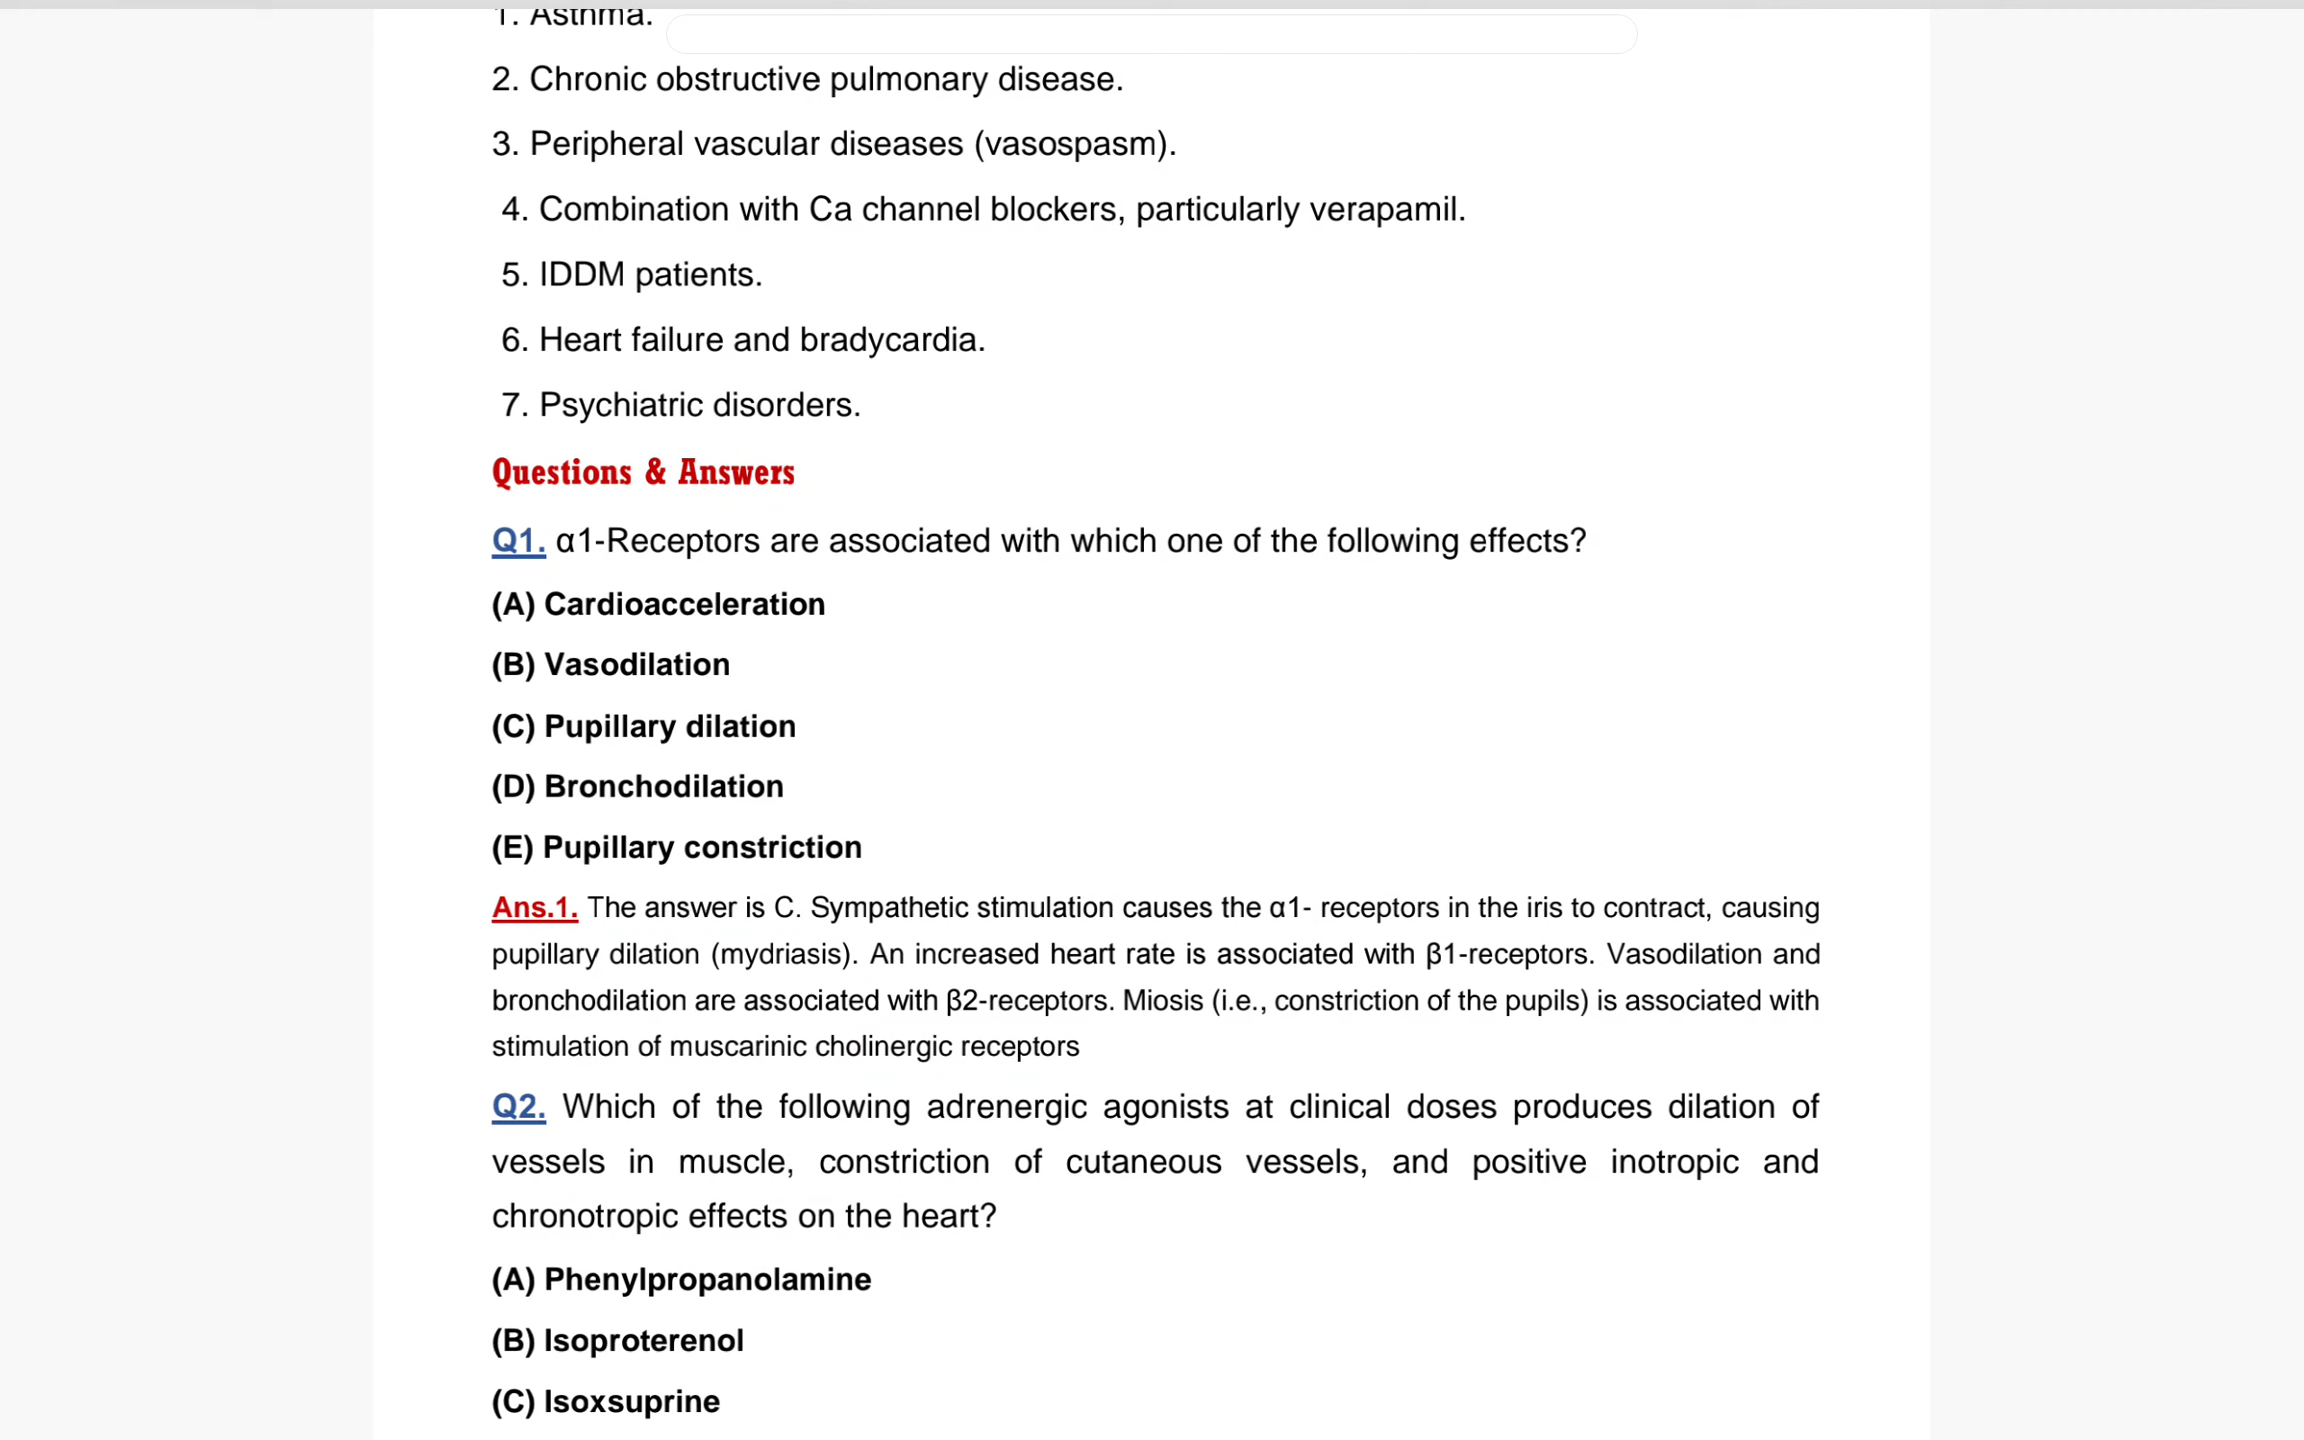 1. Asthma.
2. Chronic obstructive pulmonary disease.
3. Peripheral vascular diseases (vasospasm).
4. Combination with Ca channel blockers, particularly verapamil.
5. IDDM patients.
6. Heart failure and bradycardia.
7. Psychiatric disorders.
Questions & Answers
Q1. α1-Receptors are associated with which one of the following effects?
(A) Cardioacceleration
(B) Vasodilation
(C) Pupillary dilation
(D) Bronchodilation
(E) Pupillary constriction
Ans.1. The answer is C. Sympathetic stimulation causes the α1- receptors in the iris to contract, causing
pupillary dilation (mydriasis). An increased heart rate is associated with β1-receptors. Vasodilation and
bronchodilation are associated with β2-receptors. Miosis (i.e., constriction of the pupils) is associated with
stimulation of muscarinic cholinergic receptors
Q2. Which of the following adrenergic agonists at clinical doses produces dilation of
vessels in muscle, constriction of cutaneous vessels, and positive inotropic and
chronotropic effects on the heart?
(A) Phenylpropanolamine
(B) Isoproterenol
(C) Isoxsuprine